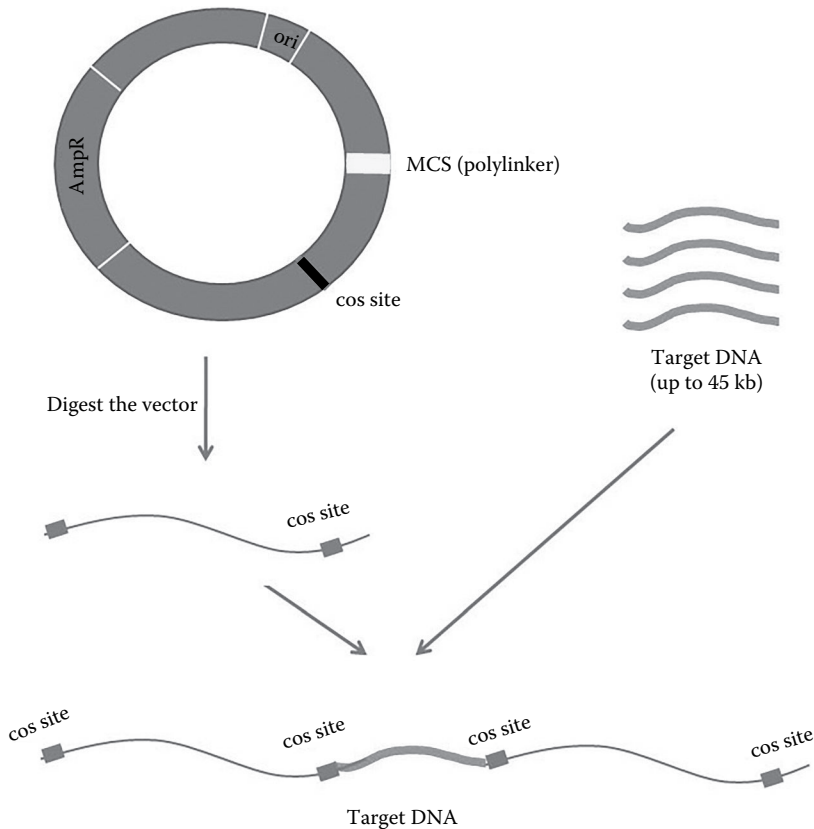 ori
AmpR
MCS (polylinker)
cos site
Target DNA
(up to 45 kb)
Digest the vector
cos site
cos site
cos site
cos site
cos site
Target DNA